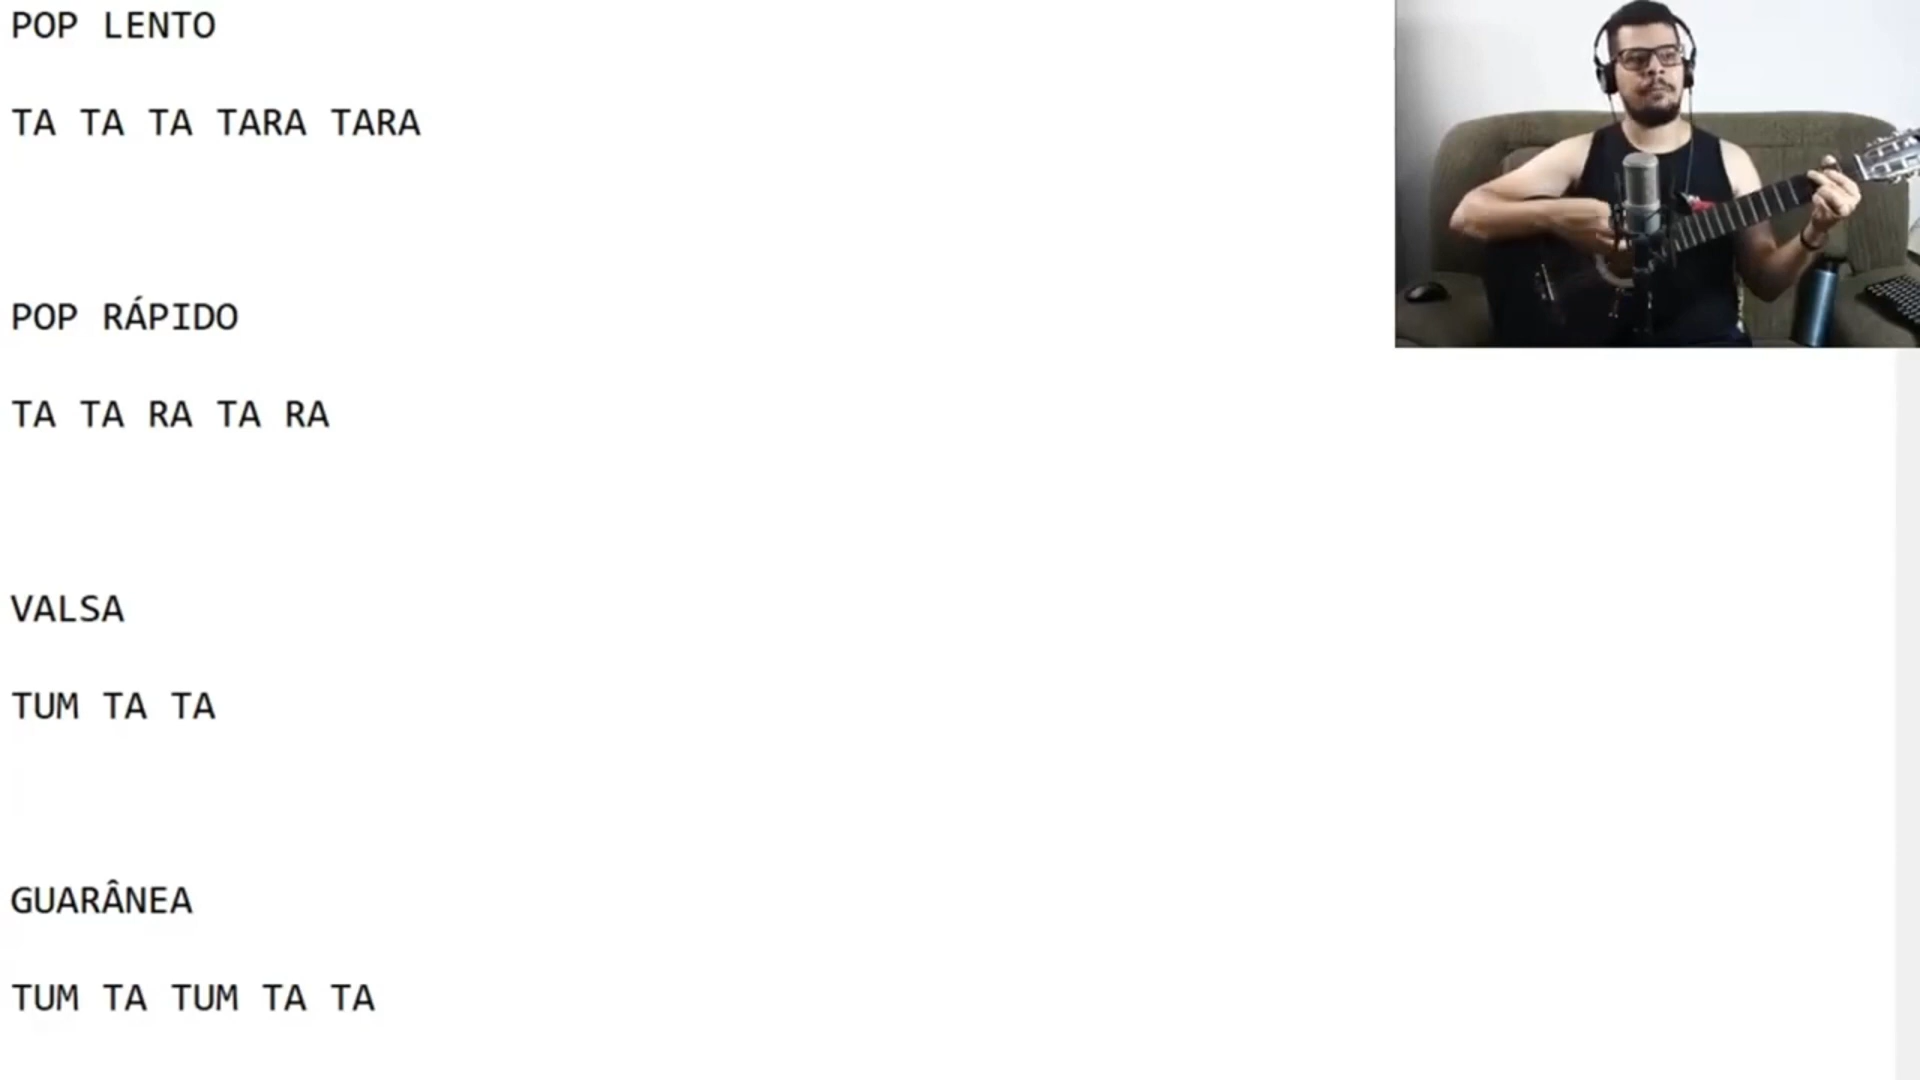 POP LENTO
TA TA TA TARA TARA
POP RÁPIDO
TA TA RA TA RA
VALSA
TUM TA TA
GUARÂNEA
TUM TA TUM TA TA